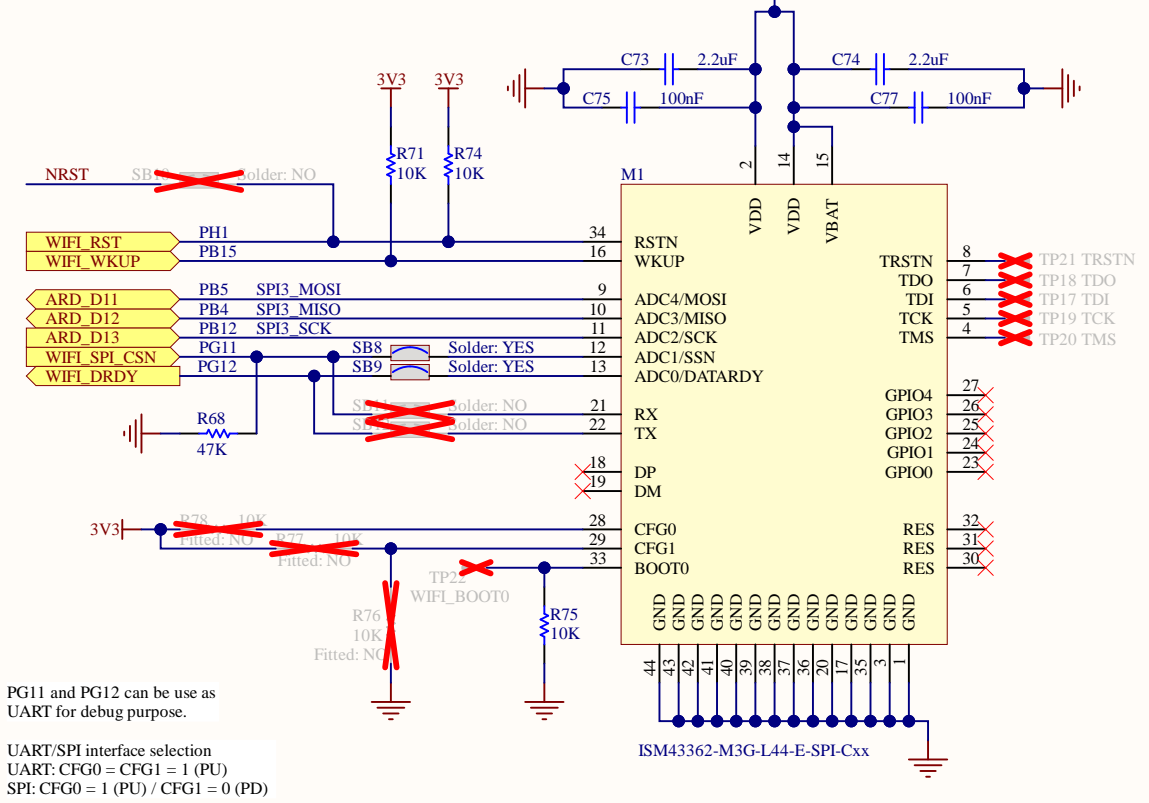 C73 2.2uF
C74 2.2uF
3V3 3V3
C75 100nF
C77 100nF
R71
10K
R74
10K
2 14 15
NRST
Solder: NO
M1
VDD VDD VBAT
WIFI_RST PH1 34 RSTN
WIFI_WKUP PB15 16 WKUP
TRSTN 8 TP21 TRSTN
TDO 7 TP18 TDO
TDI 6 TP17 TDI
TCK 5 TP19 TCK
TMS 4 TP20 TMS
ARD_D11 PB5 SPI3_MOSI 9 ADC4/MOSI
ARD_D12 PB4 SPI3_MISO 10 ADC3/MISO
ARD_D13 PB12 SPI3_SCK 11 ADC2/SCK
WIFI_SPI_CSN PG11 SB8 Solder: YES 12 ADC1/SSN
WIFI_DRDY PG12 SB9 Solder: YES 13 ADC0/DATARDY
GPIO4 27
GPIO3 26
GPIO2 25
GPIO1 24
GPIO0 23
Solder: NO 21 RX
Solder: NO 22 TX
R68
47K
18 DP
19 DM
3V3
R78 10K
Fitted: NO
28 CFG0
R77 10K
Fitted: NO
29 CFG1
33 BOOT0
RES 32
RES 31
RES 30
TP22
WIFI_BOOT0
R76
10K
Fitted: NO
R75
10K
GND GND GND GND GND GND GND GND GND GND GND GND GND GND
44 43 42 41 40 39 38 37 36 20 17 35 3 1
PG11 and PG12 can be use as
UART for debug purpose.
UART/SPI interface selection
UART: CFG0 = CFG1 = 1 (PU)
SPI: CFG0 = 1 (PU) / CFG1 = 0 (PD)
ISM43362-M3G-L44-E-SPI-Cxx